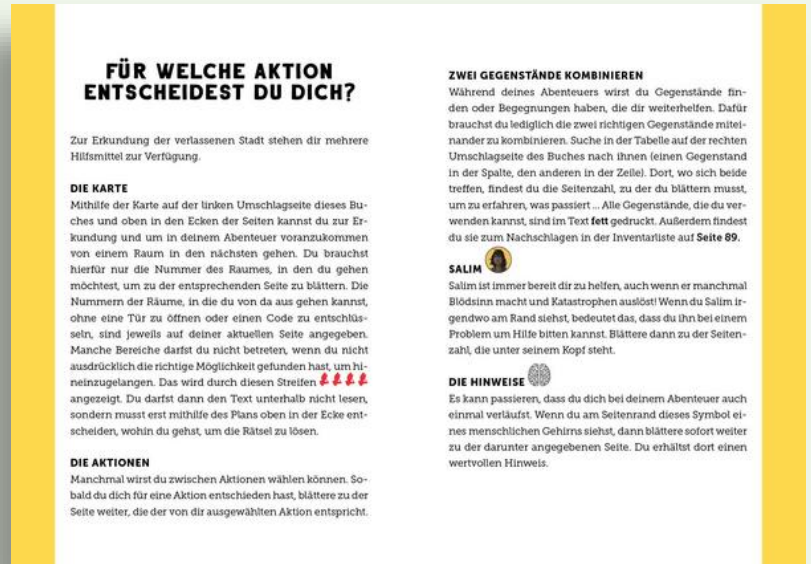 FÜR WELCHE AKTION
ENTSCHEIDEST DU DICH?
Zur Erkundung der verlassenen Stadt stehen dir mehrere
Hilfsmittel zur Verfügung.
DIE KARTE
Mithilfe der Karte auf der linken Umschlagseite dieses Bu-
ches und oben in den Ecken der Seiten kannst du zur Er-
kundung und um in deinem Abenteuer voranzukommen
von einem Raum in den nächsten gehen. Du brauchst
hierfür nur die Nummer des Raumes, in den du gehen
möchtest, um zu der entsprechenden Seite zu blättern. Die
Nummern der Räume, in die du von da aus gehen kannst,
ohne eine Tür zu öffnen oder einen Code zu entschlüs-
seln, sind jeweils auf deiner aktuellen Seite angegeben.
Manche Bereiche darfst du nicht betreten, wenn du nicht
ausdrücklich die richtige Möglichkeit gefunden hast, um hi-
neinzugelangen. Das wird durch diesen Streifen
angezeigt. Du darfst dann den Text unterhalb nicht lesen,
sondern musst erst mithilfe des Plans oben in der Ecke ent-
scheiden, wohin du gehst, um die Rätsel zu lösen.
DIE AKTIONEN
Manchmal wirst du zwischen Aktionen wählen können. So-
bald du dich für eine Aktion entschieden hast, blättere zu der
Seite weiter, die der von dir ausgewählten Aktion entspricht.
ZWEI GEGENSTÄNDE KOMBINIEREN
Während deines Abenteuers wirst du Gegenstände fin-
den oder Begegnungen haben, die dir weiterhelfen. Dafür
brauchst du lediglich die zwei richtigen Gegenstände mitei-
nander zu kombinieren. Suche in der Tabelle auf der rechten
Umschlagseite des Buches nach ihnen (einen Gegenstand
in der Spalte, den anderen in der Zeile). Dort, wo sich beide
treffen, findest du die Seitenzahl, zu der du blättern musst,
um zu erfahren, was passiert ... Alle Gegenstände, die du ver-
wenden kannst, sind im Text fett gedruckt. Außerdem findest
du sie zum Nachschlagen in der Inventarliste auf Seite 89.
SALIM
Salim ist immer bereit dir zu helfen, auch wenn er manchmal
Blödsinn macht und Katastrophen auslöst! Wenn du Salim ir-
gendwo am Rand siehst, bedeutet das, dass du ihn bei einem
Problem um Hilfe bitten kannst. Blättere dann zu der Seiten-
zahl, die unter seinem Kopf steht.
DIE HINWEISE
Es kann passieren, dass du dich bei deinem Abenteuer auch
einmal verläufst. Wenn du am Seitenrand dieses Symbol ei-
nes menschlichen Gehirns siehst, dann blättere sofort weiter
zu der darunter angegebenen Seite. Du erhältst dort einen
wertvollen Hinweis.